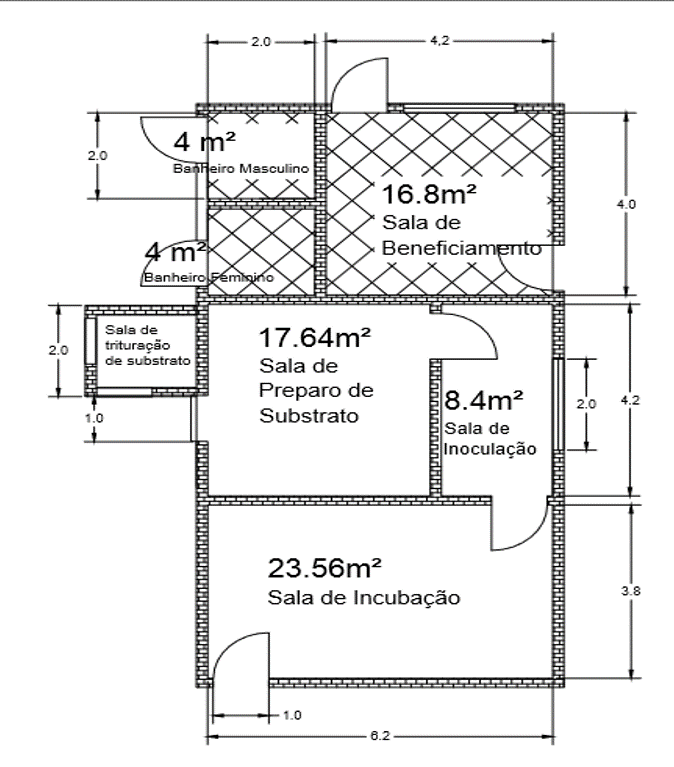 2.0
4,2
4 m²
Banheiro Masculino
2.0
16.8m²
Sala de
Beneficiamento
4.0
4 m²
Banheiro Feminino
Sala de
trituração
de substrato
2.0
17.64m²
Sala de
Preparo de
Substrato
8.4m²
Sala de
Inoculação
2.0
4.2
1.0
23.56m²
Sala de Incubação
3.8
1.0
6.2